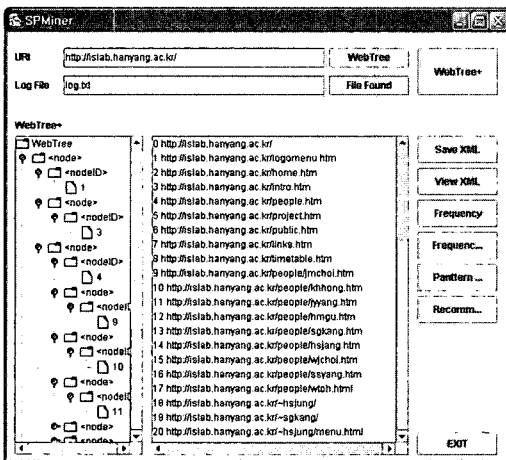 SPMiner
URI http://islab.hanyang.ac.kr/ WebTree
WebTree+
Log File log.txt File Found
WebTree+
WebTree
<node>
<nodeID>
1
<node>
<nodeID>
3
<node>
<nodeID>
4
<node>
<nodeI
9
<node>
<nodeI
10
<node>
<nodeI
11
<node>
<node>
0 http://islab.hanyang.ac.kr/
1 http://islab.hanyang.ac.kr/logomenu.htm
2 http://islab.hanyang.ac.kr/home.htm
3 http://islab.hanyang.ac.kr/intro.htm
4 http://islab.hanyang.ac.kr/people.htm
5 http://islab.hanyang.ac.kr/project.htm
6 http://islab.hanyang.ac.kr/public.htm
7 http://islab.hanyang.ac.kr/links.htm
8 http://islab.hanyang.ac.kr/timetable.htm
9 http://islab.hanyang.ac.kr/people/jmchoi.htm
10 http://islab.hanyang.ac.kr/people/khhong.htm
11 http://islab.hanyang.ac.kr/people/jyyang.htm
12 http://islab.hanyang.ac.kr/people/hmgu.htm
13 http://islab.hanyang.ac.kr/people/sgkang.htm
14 http://islab.hanyang.ac.kr/people/hsjang.htm
15 http://islab.hanyang.ac.kr/people/wjchoi.htm
16 http://islab.hanyang.ac.kr/people/ssyang.htm
17 http://islab.hanyang.ac.kr/people/wtoh.html
18 http://islab.hanyang.ac.kr/~hsjung/
19 http://islab.hanyang.ac.kr/~sgkang/
20 http://islab.hanyang.ac.kr/~hsjung/menu.html
Save XML
View XML
Frequency
Frequenc...
Panttern ...
Recomm...
EXIT